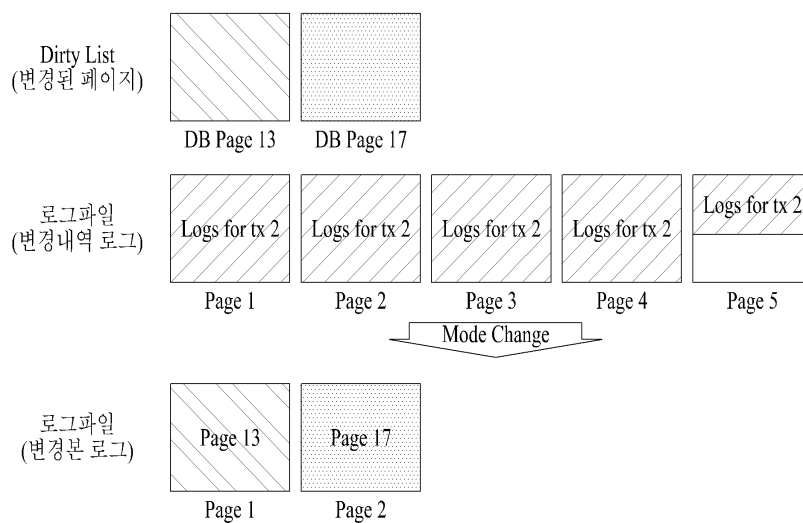 Dirty List
(변경된 페이지)
DB Page 13
DB Page 17
로그파일
(변경내역 로그)
Logs for tx 2
Logs for tx 2
Logs for tx 2
Logs for tx 2
Logs for tx 2
Page 1
Page 2
Page 3
Page 4
Page 5
Mode Change
로그파일
(변경본 로그)
Page 13
Page 17
Page 1
Page 2